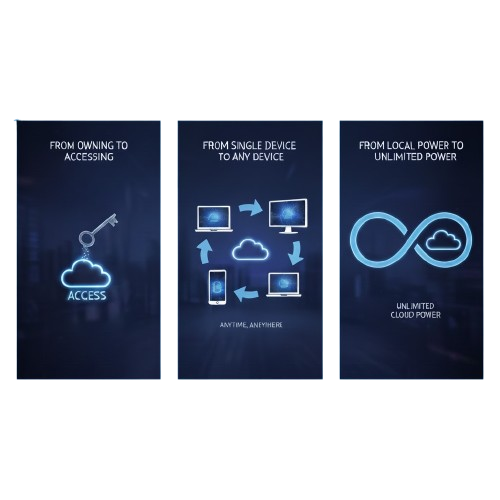 FROM OWNING TO
ACCESSING
ACCESS
FROM SINGLE DEVICE
TO ANY DEVICE
ANYTIME, ANYWHERE
FROM LOCAL POWER TO
UNLIMITED POWER
UNLIMITED
CLOUD POWER